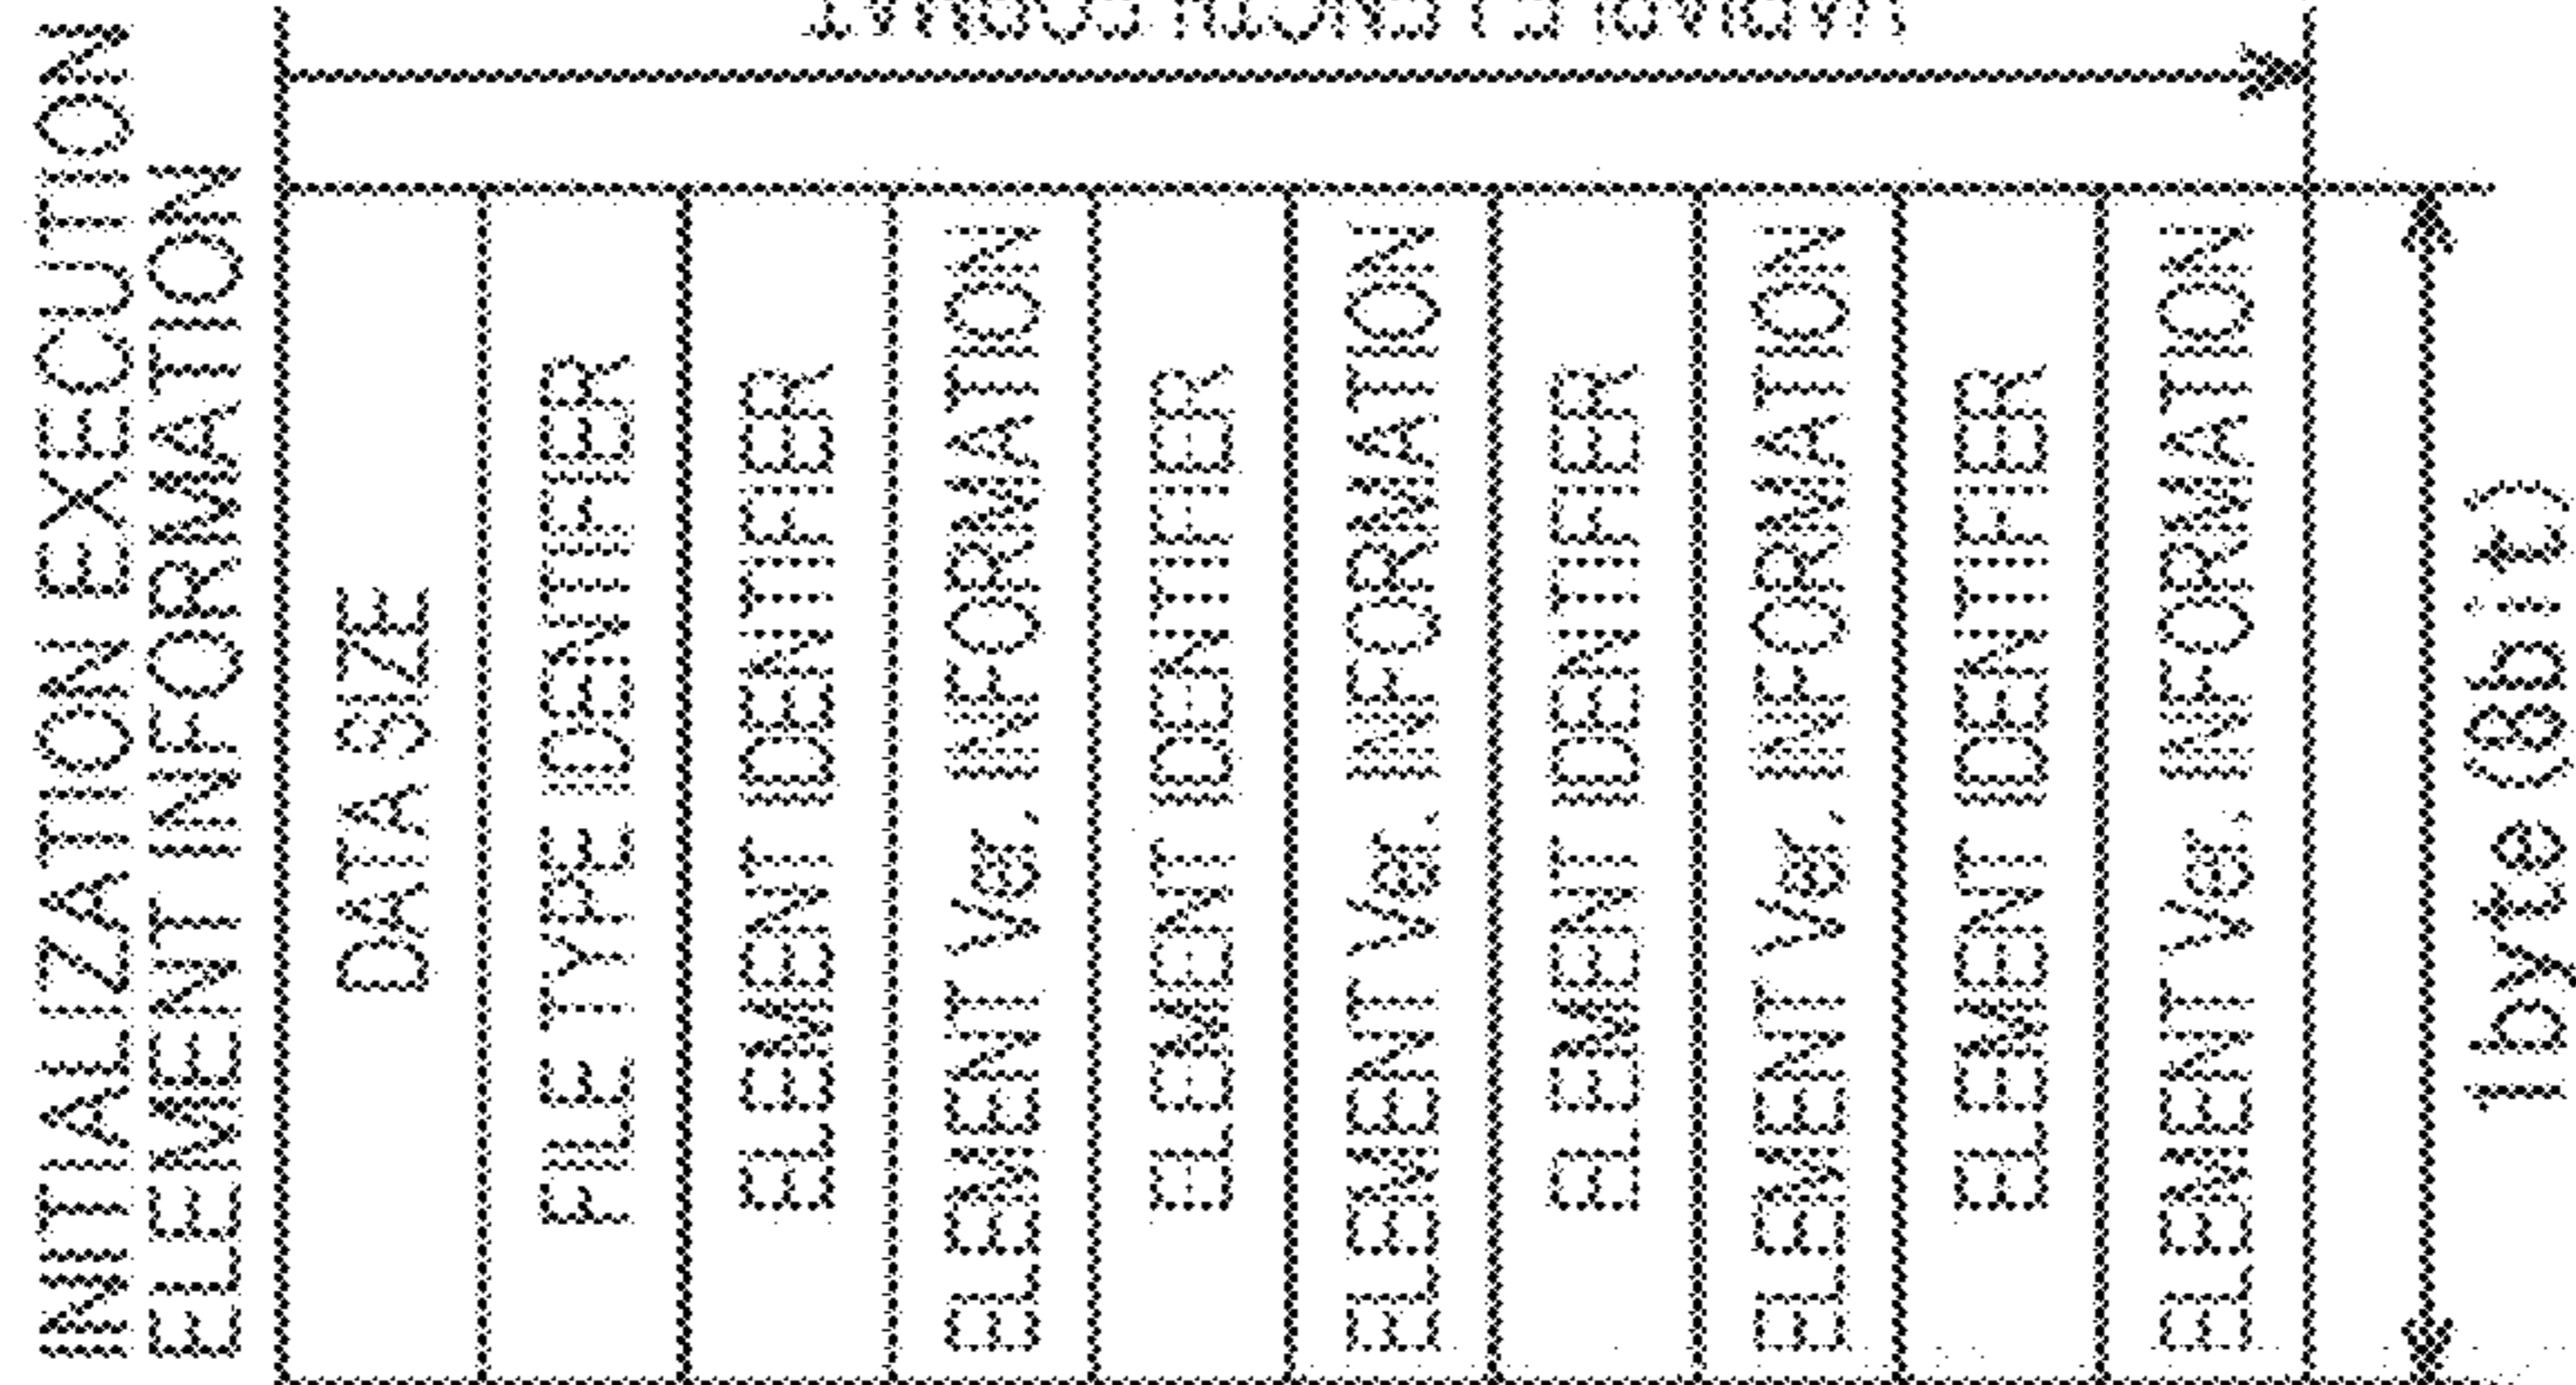 INITIALIZATION EXECUTION
ELEMENT INFORMATION
DATA SIZE
FILE TYPE IDENTIFIER
ELEMENT IDENTIFIER
ELEMENT Ver. INFORMATION
ELEMENT IDENTIFIER
ELEMENT Ver. INFORMATION
ELEMENT IDENTIFIER
ELEMENT Ver. INFORMATION
ELEMENT IDENTIFIER
ELEMENT Ver. INFORMATION
1byte(8bit)